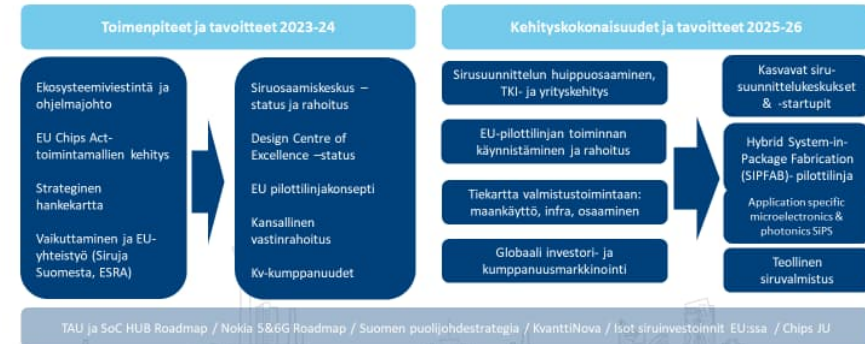 Toimenpiteet ja tavoitteet 2023-24
Ekosysteemiviestintä ja
ohjelmajohto
EU Chips Act-
toimintamallien kehitys
Strateginen
hankekartta
Vaikuttaminen ja EU-
yhteistyö (Siruja
Suomesta, ESRA)
Siruosaamiskeskus –
status ja rahoitus
Design Centre of
Excellence –status
EU pilottilinjakonsepti
Kansallinen
vastinrahoitus
Kv-kumppanuudet
Kehityskokonaisuudet ja tavoitteet 2025-26
Sirusuunnittelun huippuosaaminen,
TKI- ja yrityskehitys
EU-pilottilinjan toiminnan
käynnistäminen ja rahoitus
Tiekartta valmistustoimintaan:
maankäyttö, infra, osaaminen
Globaali investori- ja
kumppanuusmarkkinointi
Kasvavat siru-
suunnittelukeskukset
& -startupit
Hybrid System-in-
Package Fabrication
(SIPFAB)- pilottilinja
Application specific
microelectronics &
photonics SiPS
Teollinen
siruvalmistus
TAU ja SoC HUB Roadmap / Nokia 5&6G Roadmap / Suomen puolijohdestrategia / KvanttiNova / Isot siruinvestoinnit EU:ssa / Chips JU